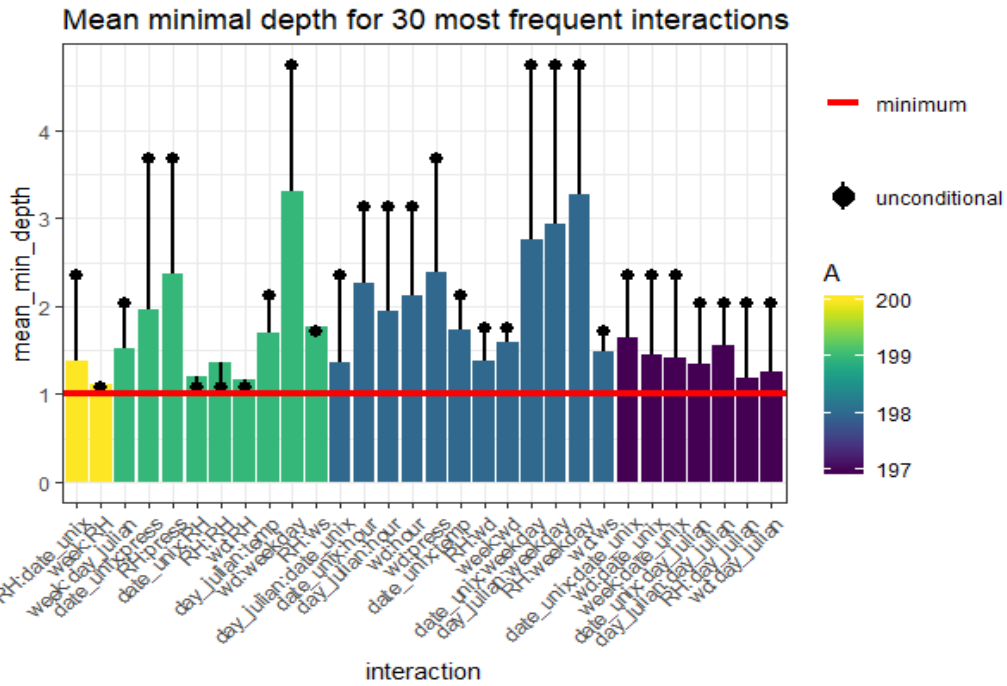 Mean minimal depth for 30 most frequent interactions
mean_min_depth
4
3
2
1
0
RH:date_unix
week:RH
week:day_julian
date_unix:press
RH:press
date_unix:RH
RH:RH
wd:RH
day_julian:temp
wd:weekday
RH:ws
day_julian:date_unix
date_unix:hour
day_julian:hour
wd:hour
wd:press
date_unix:temp
RH:wd
week:wd
date_unix:weekday
day_julian:weekday
RH:weekday
wd:ws
date_unix:date_unix
wd:date_unix
week:date_unix
date_unix:day_julian
day_julian:day_julian
RH:day_julian
wd:day_julian
interaction
minimum
unconditional
A
200
199
198
197